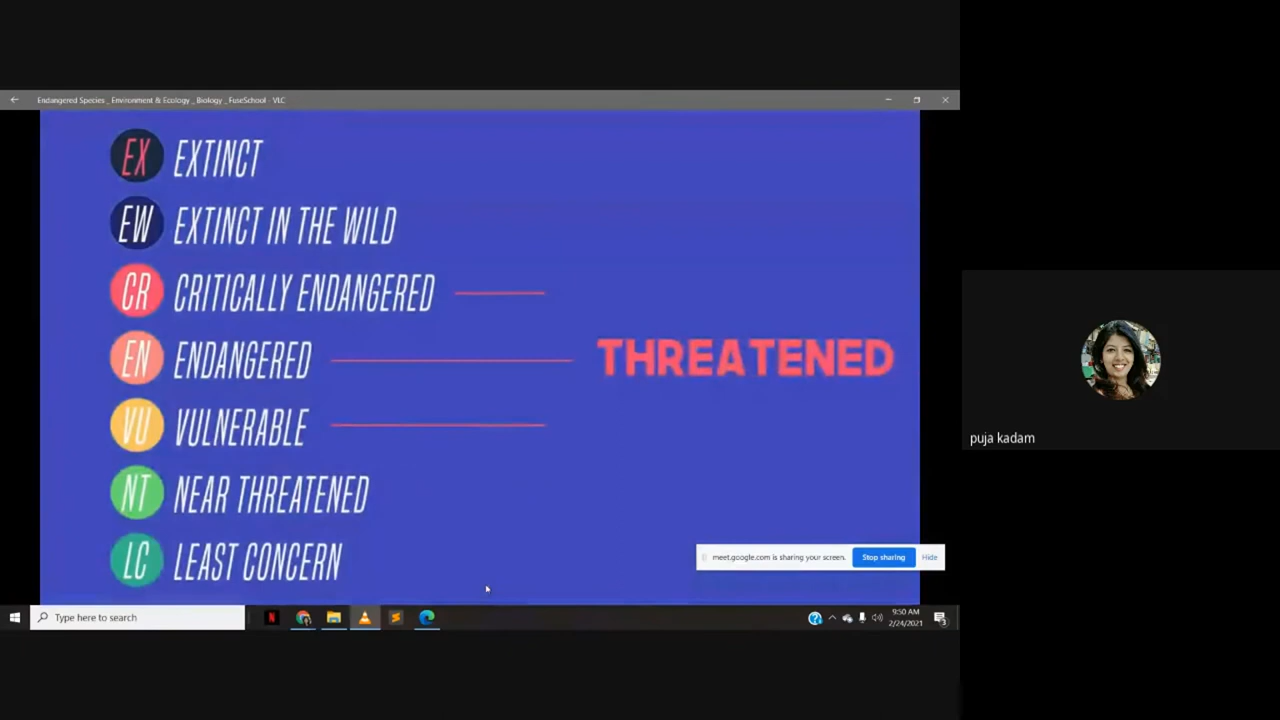 Endangered Species _ Environment & Ecology _ Biology _ FuseSchool - VLC
EX EXTINCT
EW EXTINCT IN THE WILD
CR CRITICALLY ENDANGERED
EN ENDANGERED
THREATENED
VU VULNERABLE
NT NEAR THREATENED
LC LEAST CONCERN
meet.google.com is sharing your screen. Stop sharing Hide
puja kadam
Type here to search
N
9:50 AM
2/24/2021
3